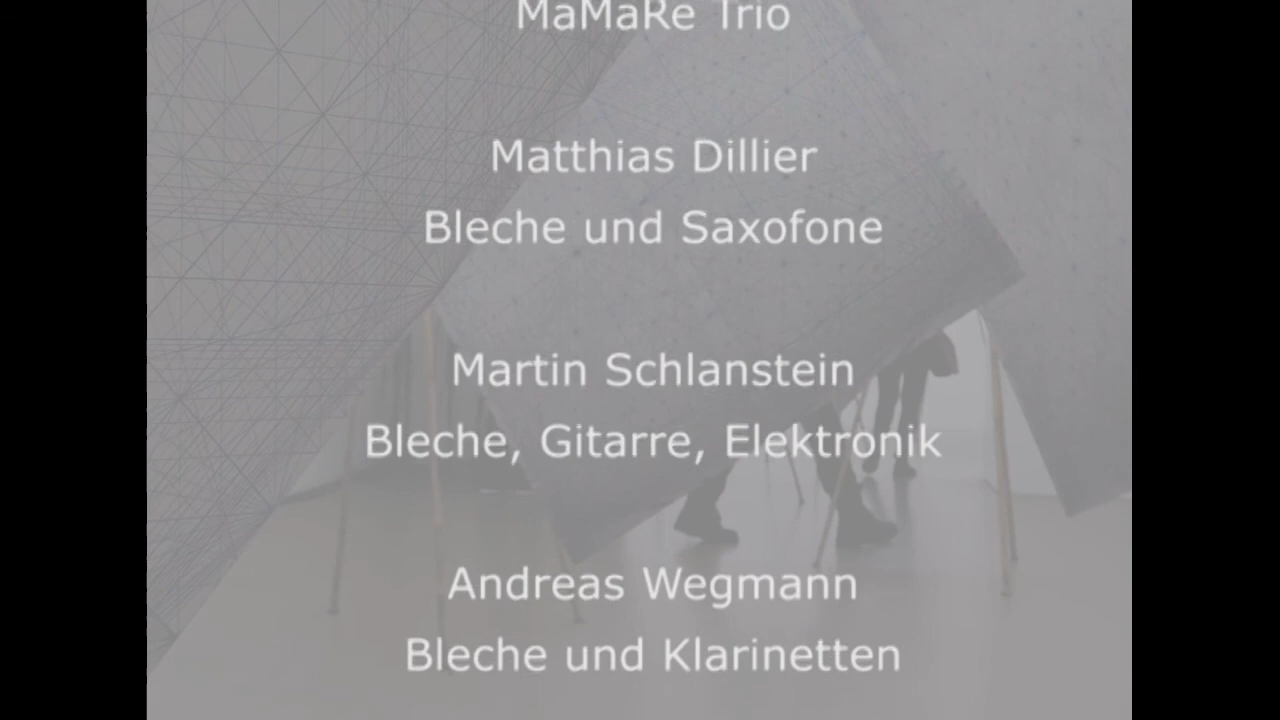 MaMaRe Trio
Matthias Dillier
Bleche und Saxofone
Martin Schlanstein
Bleche, Gitarre, Elektronik
Andreas Wegmann
Bleche und Klarinetten